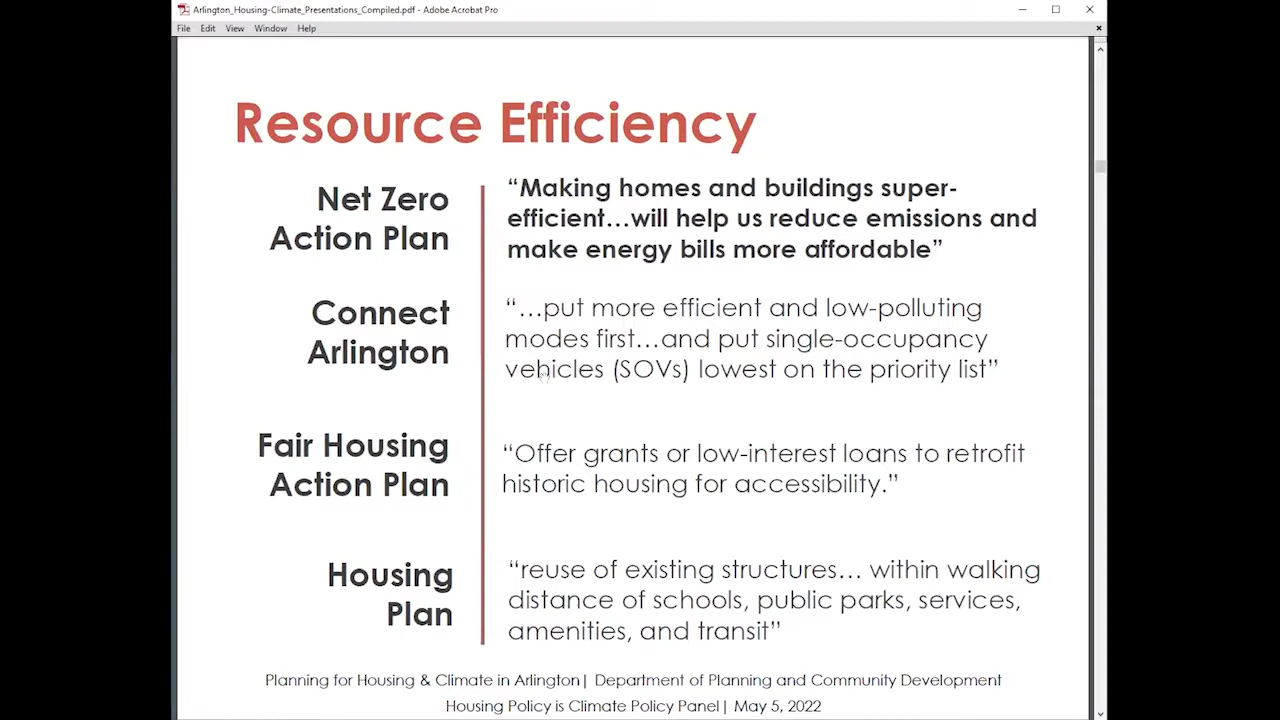 Arlington_Housing-Climate_Presentations_Compiled.pdf - Adobe Acrobat Pro
File Edit View Window Help
Resource Efficiency
Net Zero
Action Plan
“Making homes and buildings super-
efficient...will help us reduce emissions and
make energy bills more affordable”
Connect
Arlington
“...put more efficient and low-polluting
modes first...and put single-occupancy
vehicles (SOVs) lowest on the priority list”
Fair Housing
Action Plan
“Offer grants or low-interest loans to retrofit
historic housing for accessibility.”
Housing
Plan
“reuse of existing structures... within walking
distance of schools, public parks, services,
amenities, and transit”
Planning for Housing & Climate in Arlington| Department of Planning and Community Development
Housing Policy is Climate Policy Panel| May 5, 2022